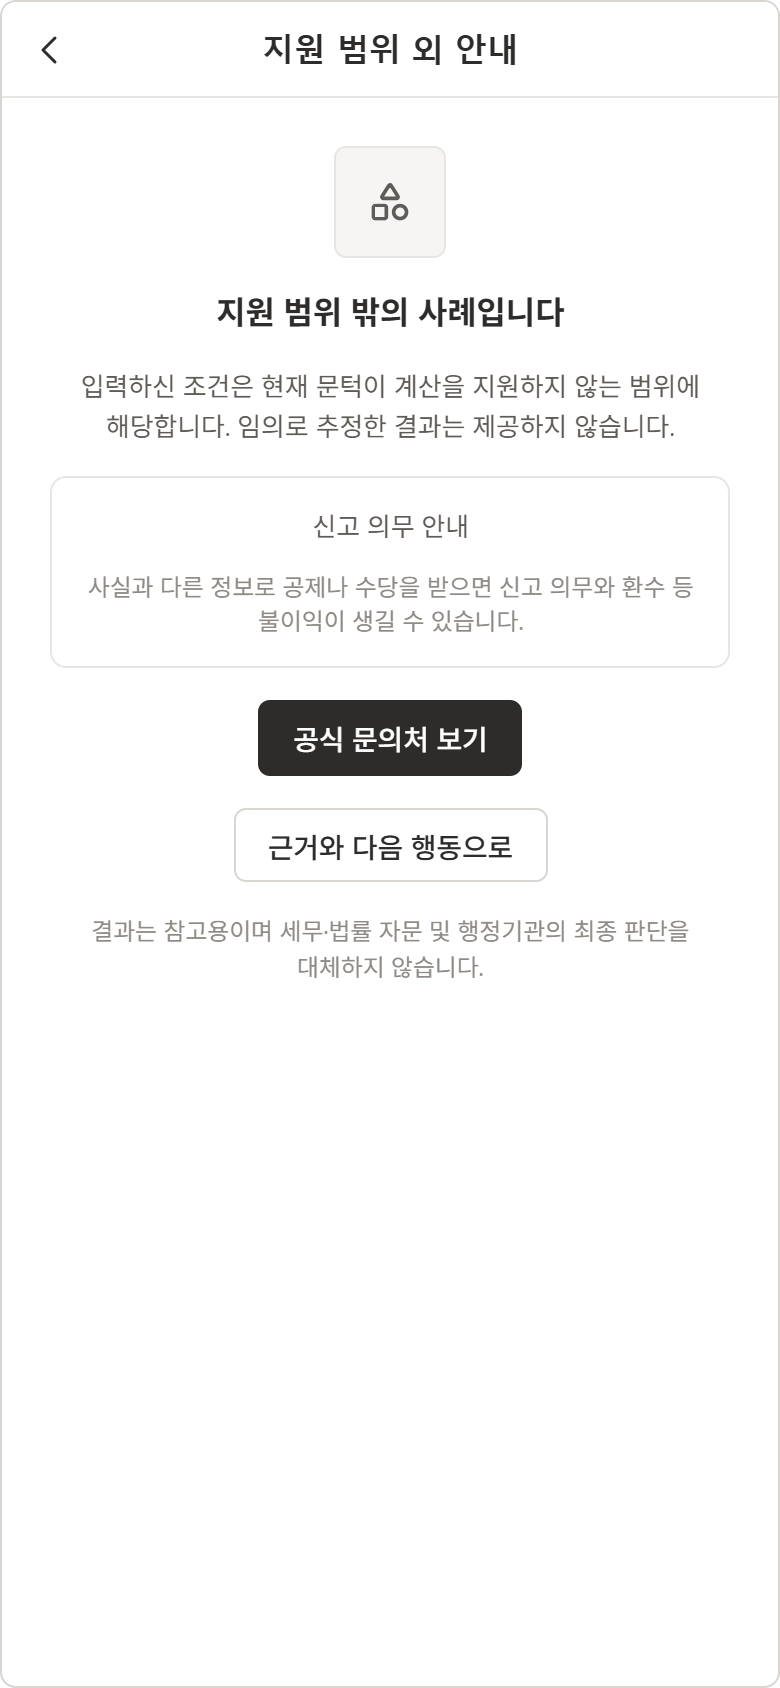 지원 범위 외 안내
지원 범위 밖의 사례입니다
입력하신 조건은 현재 문턱이 계산을 지원하지 않는 범위에
해당합니다. 임의로 추정한 결과는 제공하지 않습니다.
신고 의무 안내
사실과 다른 정보로 공제나 수당을 받으면 신고 의무와 환수 등
불이익이 생길 수 있습니다.
공식 문의처 보기
근거와 다음 행동으로
결과는 참고용이며 세무·법률 자문 및 행정기관의 최종 판단을
대체하지 않습니다.